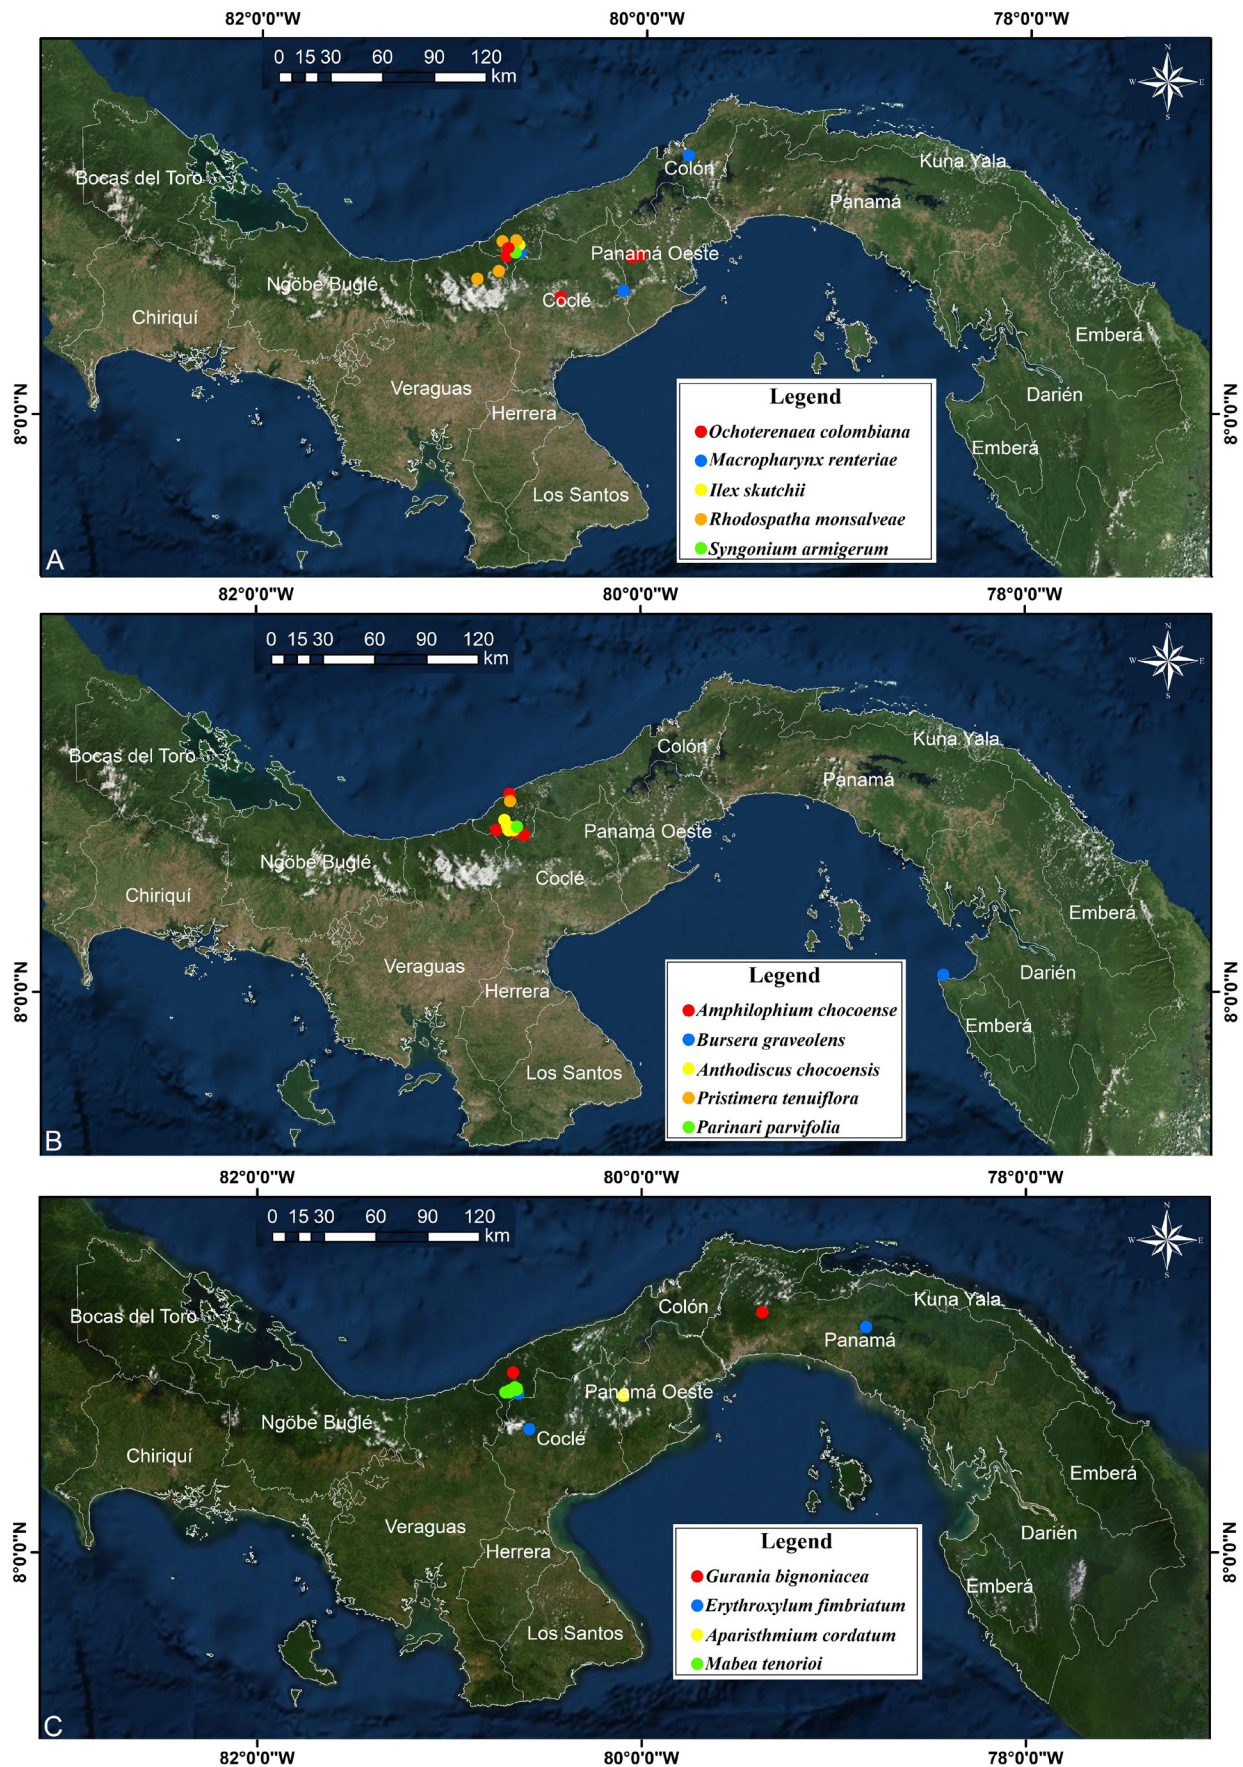 82°0'0"W 80°0'0"W 78°0'0"W
0 15 30 60 90 120
km
N
W E
S
Kuna Yala
Colón
Bocas del Toro
Panamá
Panamá Oeste
Ngöbe Buglé
Coclé
Chiriquí
Emberá
Veraguas
Darién
Herrera
8°0'0"N 8°0'0"N
Emberá
Los Santos
Legend
Ochoterenaea colombiana
Macropharynx renteriae
Ilex skutchii
Rhodospatha monsalveae
Syngonium armigerum
A
82°0'0"W 80°0'0"W 78°0'0"W
0 15 30 60 90 120
km
N
W E
S
Kuna Yala
Colón
Bocas del Toro
Panamá
Panamá Oeste
Ngöbe Buglé
Coclé
Chiriquí
Emberá
Veraguas
Darién
Herrera
8°0'0"N 8°0'0"N
Emberá
Los Santos
Legend
Amphilophium chocoense
Bursera graveolens
Anthodiscus chocoensis
Pristimera tenuiflora
Parinari parvifolia
B
82°0'0"W 80°0'0"W 78°0'0"W
0 15 30 60 90 120
km
N
W E
S
Kuna Yala
Colón
Bocas del Toro
Panamá
Panamá Oeste
Ngöbe Buglé
Coclé
Chiriquí
Emberá
Veraguas
Darién
Herrera
8°0'0"N 8°0'0"N
Emberá
Los Santos
Legend
Gurania bignoniacea
Erythroxylum fimbriatum
Aparisthmium cordatum
Mabea tenorioi
C
82°0'0"W 80°0'0"W 78°0'0"W